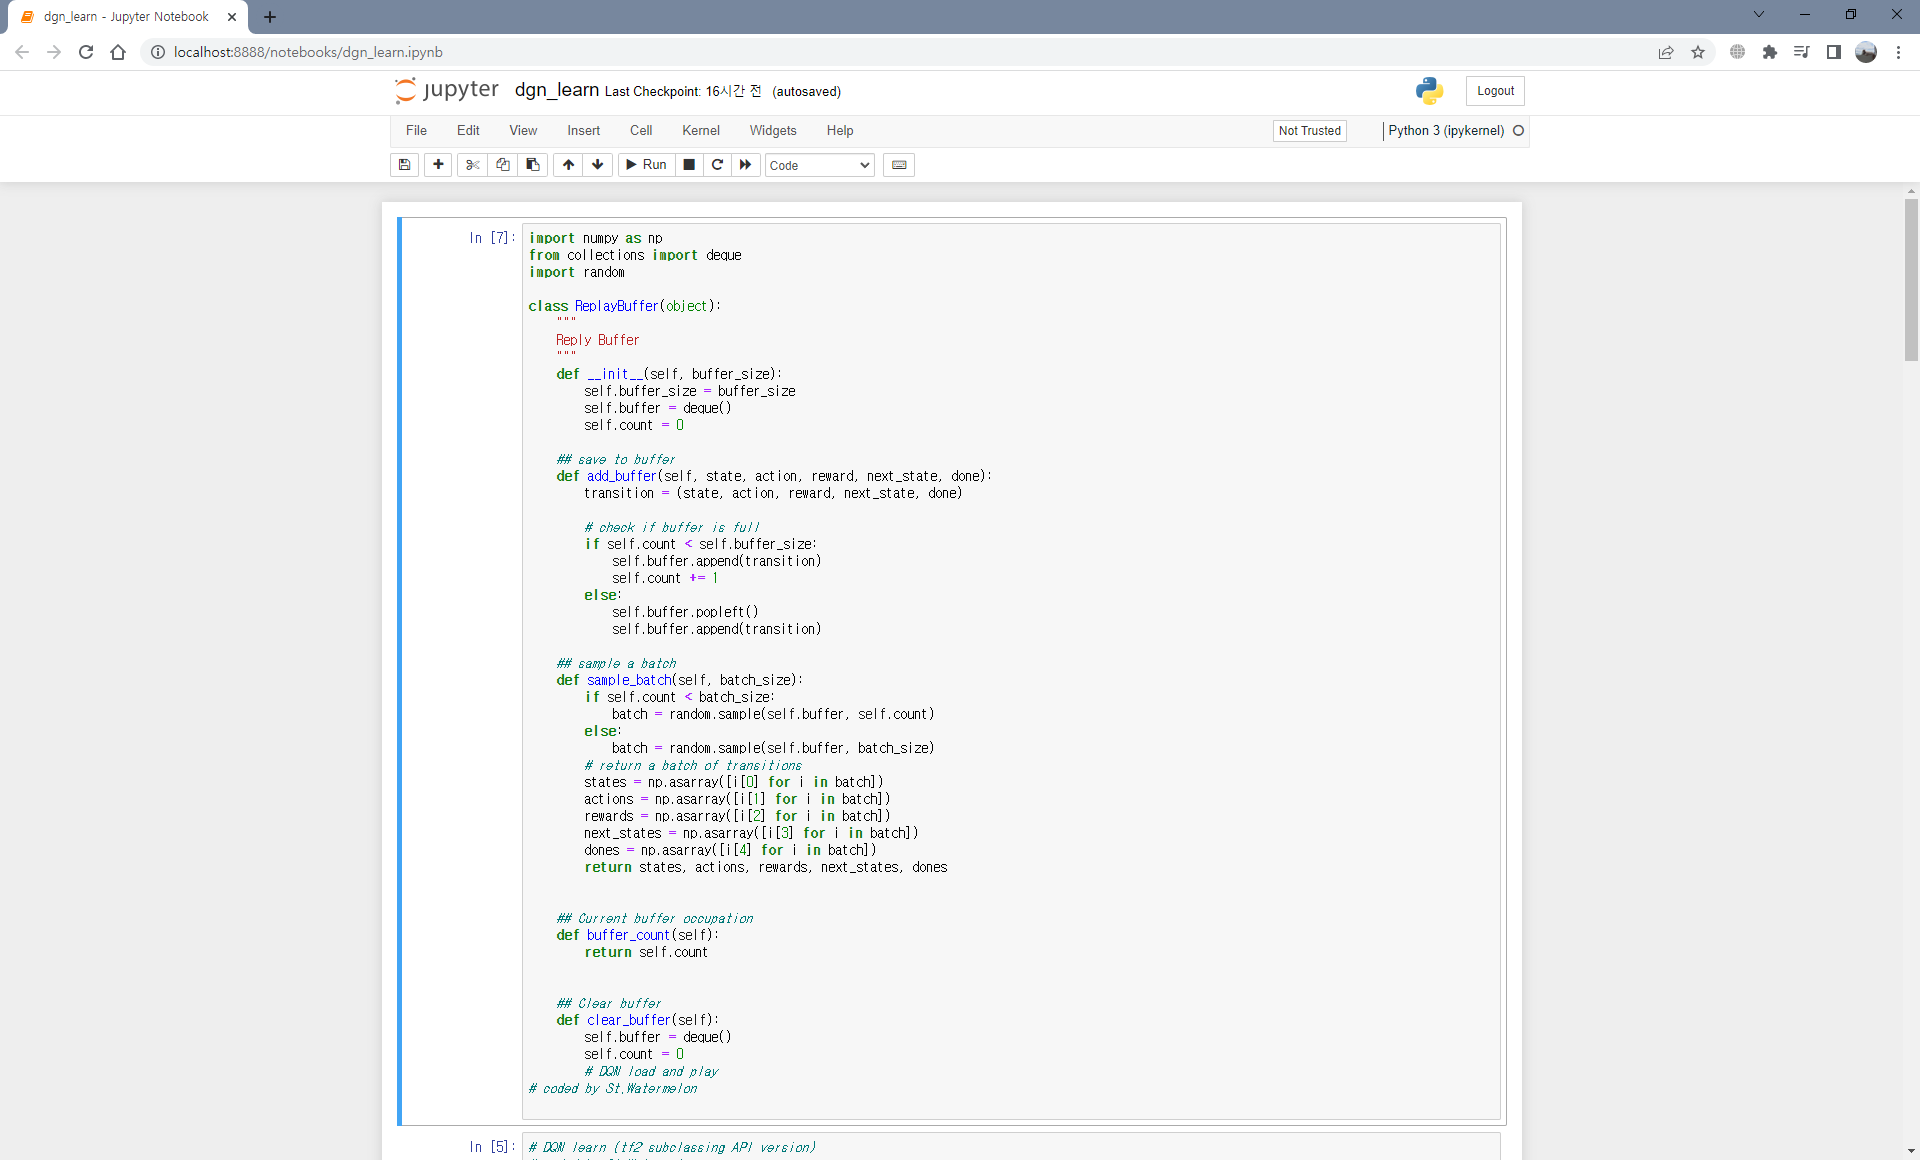 dgn_learn - Jupyter Notebook
localhost:8888/notebooks/dgn_learn.ipynb
jupyter dgn_learn Last Checkpoint: 16시간 전 (autosaved)
Logout
File Edit View Insert Cell Kernel Widgets Help
Not Trusted
Python 3 (ipykernel)
Run
Code
In [7]:
import numpy as np
from collections import deque
import random
class ReplayBuffer(object):
"""
Reply Buffer
"""
def __init__(self, buffer_size):
self.buffer_size = buffer_size
self.buffer = deque()
self.count = 0
## save to buffer
def add_buffer(self, state, action, reward, next_state, done):
transition = (state, action, reward, next_state, done)
# check if buffer is full
if self.count < self.buffer_size:
self.buffer.append(transition)
self.count += 1
else:
self.buffer.popleft()
self.buffer.append(transition)
## sample a batch
def sample_batch(self, batch_size):
if self.count < batch_size:
batch = random.sample(self.buffer, self.count)
else:
batch = random.sample(self.buffer, batch_size)
# return a batch of transitions
states = np.asarray([i[0] for i in batch])
actions = np.asarray([i[1] for i in batch])
rewards = np.asarray([i[2] for i in batch])
next_states = np.asarray([i[3] for i in batch])
dones = np.asarray([i[4] for i in batch])
return states, actions, rewards, next_states, dones
## Current buffer occupation
def buffer_count(self):
return self.count
## Clear buffer
def clear_buffer(self):
self.buffer = deque()
self.count = 0
# DQN load and play
# coded by St.Watermelon
In [5]:
# DQN learn (tf2 subclassing API version)